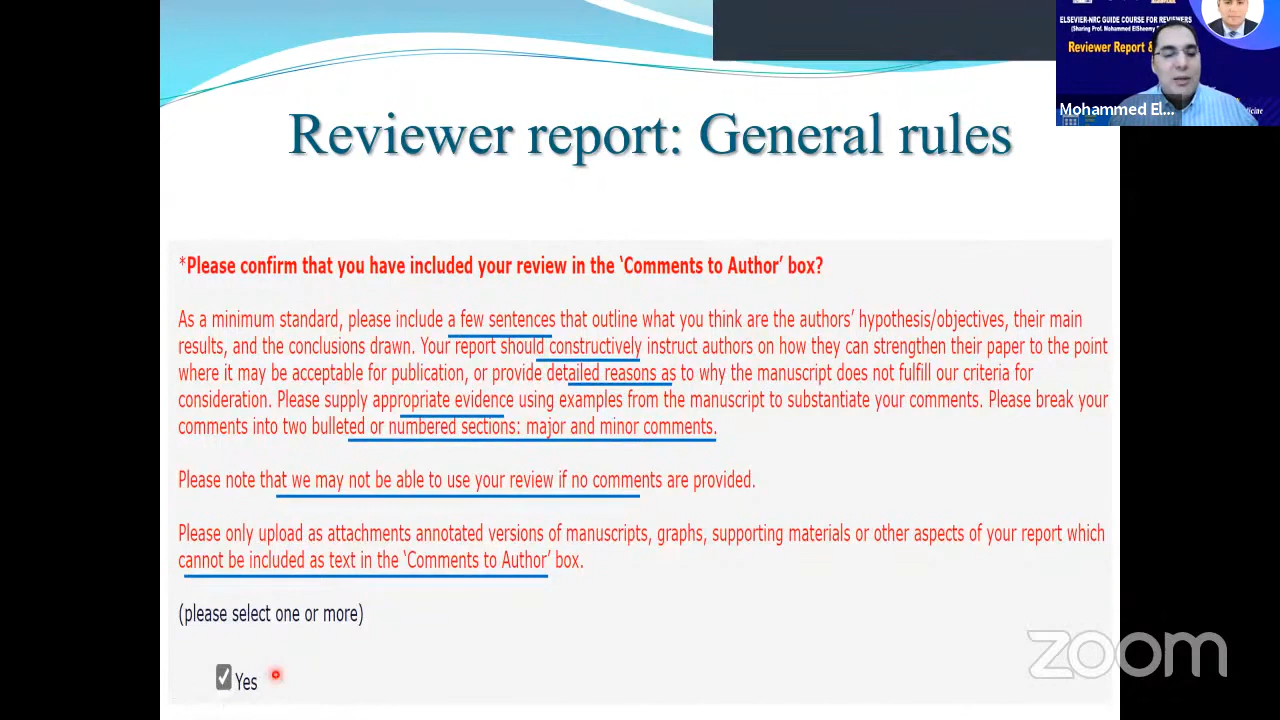 ELSEVIER-NRC GUIDE COURSE FOR REVIEWERS
(Sharing Prof. Mohammed ElSheemy
Reviewer Report &
Mohammed El...
Reviewer report: General rules
*Please confirm that you have included your review in the ‘Comments to Author’ box?
As a minimum standard, please include a few sentences that outline what you think are the authors’ hypothesis/objectives, their main
results, and the conclusions drawn. Your report should constructively instruct authors on how they can strengthen their paper to the point
where it may be acceptable for publication, or provide detailed reasons as to why the manuscript does not fulfill our criteria for
consideration. Please supply appropriate evidence using examples from the manuscript to substantiate your comments. Please break your
comments into two bulleted or numbered sections: major and minor comments.
Please note that we may not be able to use your review if no comments are provided.
Please only upload as attachments annotated versions of manuscripts, graphs, supporting materials or other aspects of your report which
cannot be included as text in the ‘Comments to Author’ box.
(please select one or more)
Yes
zoom